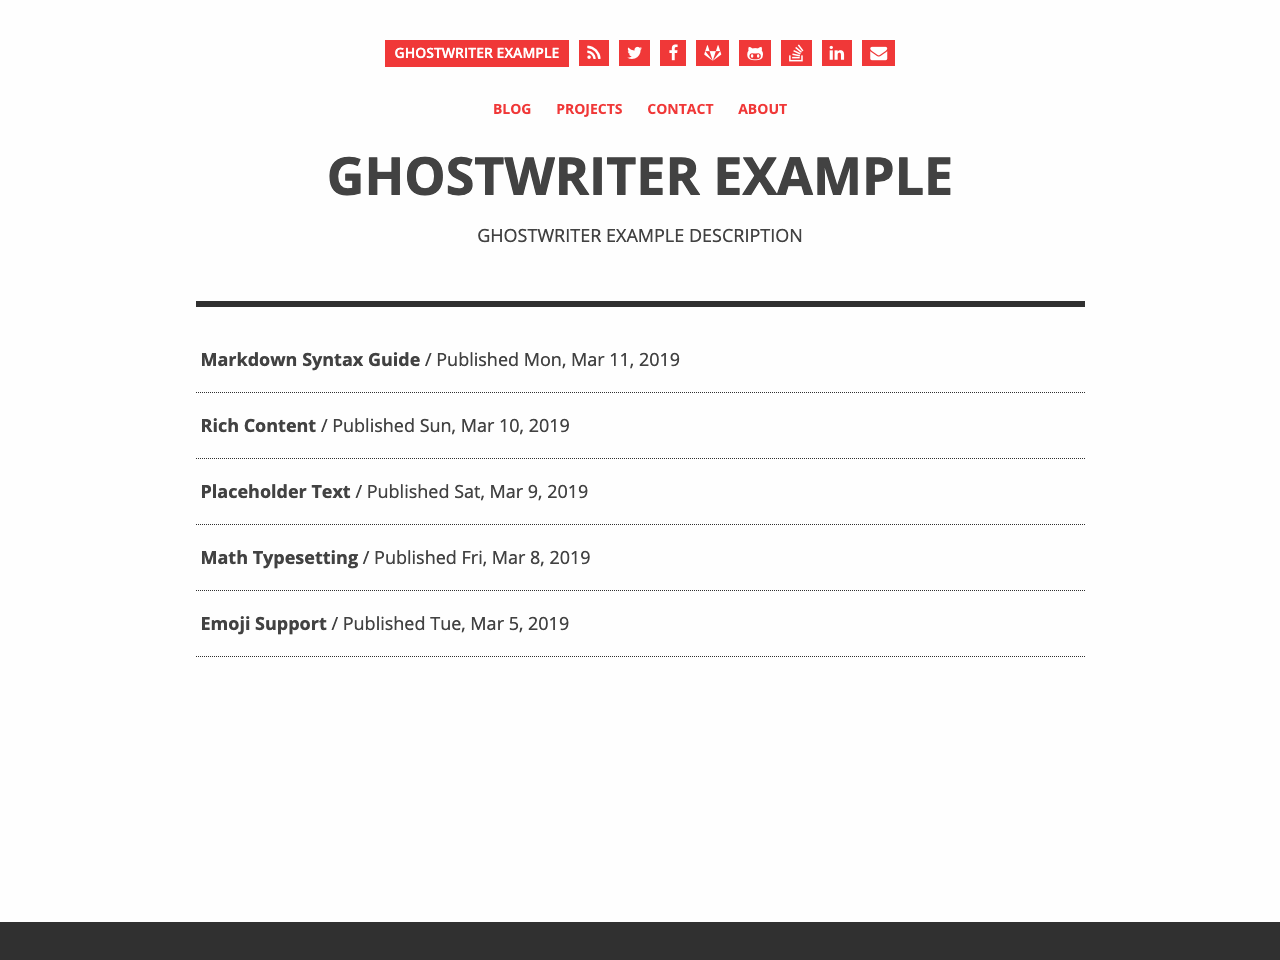 GHOSTWRITER EXAMPLE
BLOG PROJECTS CONTACT ABOUT
GHOSTWRITER EXAMPLE
GHOSTWRITER EXAMPLE DESCRIPTION
Markdown Syntax Guide / Published Mon, Mar 11, 2019
Rich Content / Published Sun, Mar 10, 2019
Placeholder Text / Published Sat, Mar 9, 2019
Math Typesetting / Published Fri, Mar 8, 2019
Emoji Support / Published Tue, Mar 5, 2019